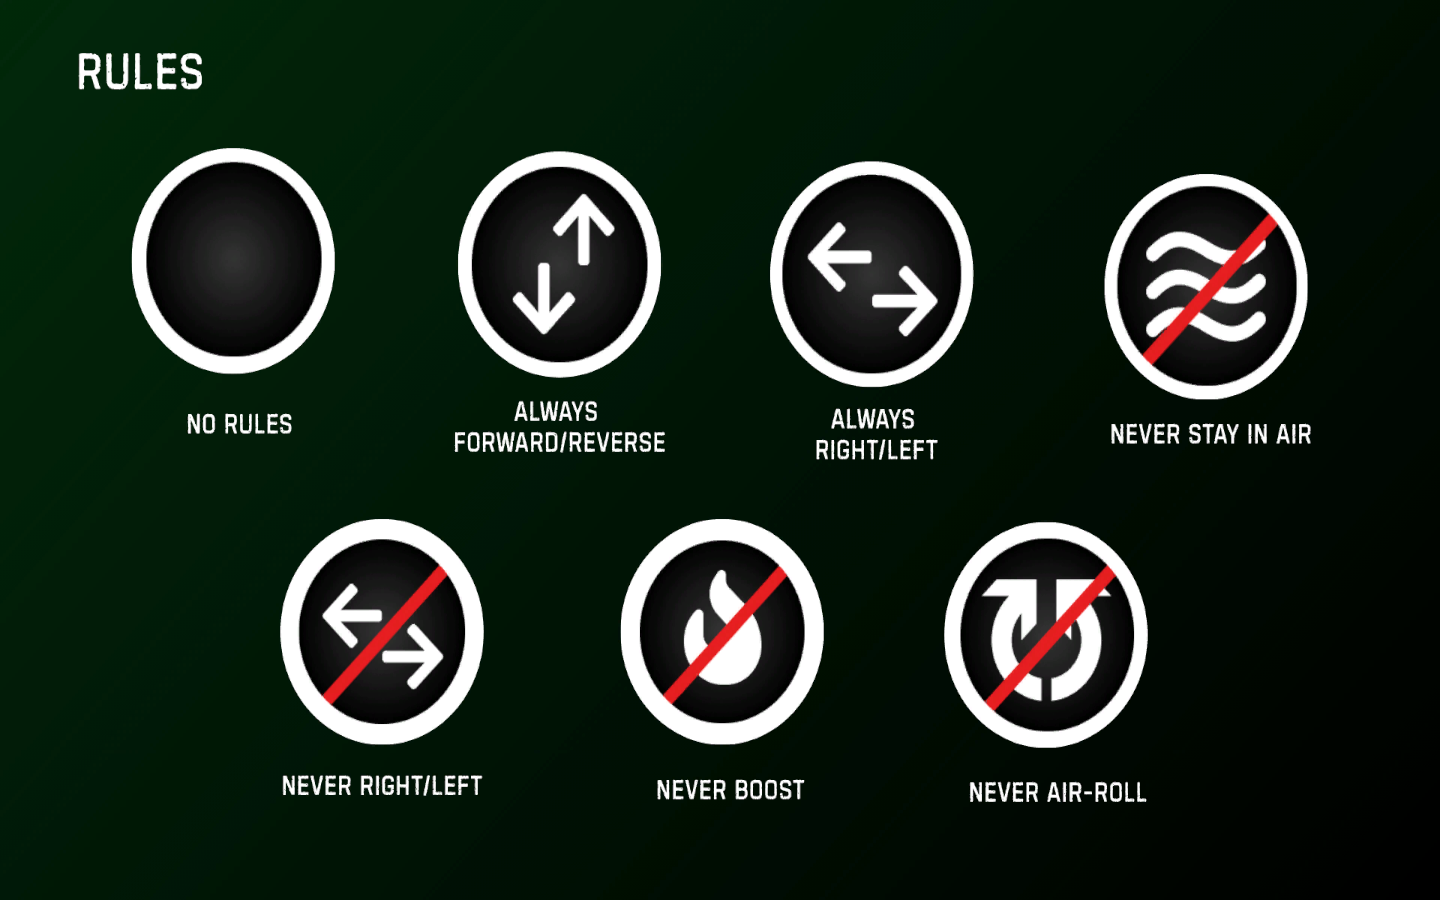 RULES
NO RULES
ALWAYS
FORWARD/REVERSE
ALWAYS
RIGHT/LEFT
NEVER STAY IN AIR
NEVER RIGHT/LEFT
NEVER BOOST
NEVER AIR-ROLL